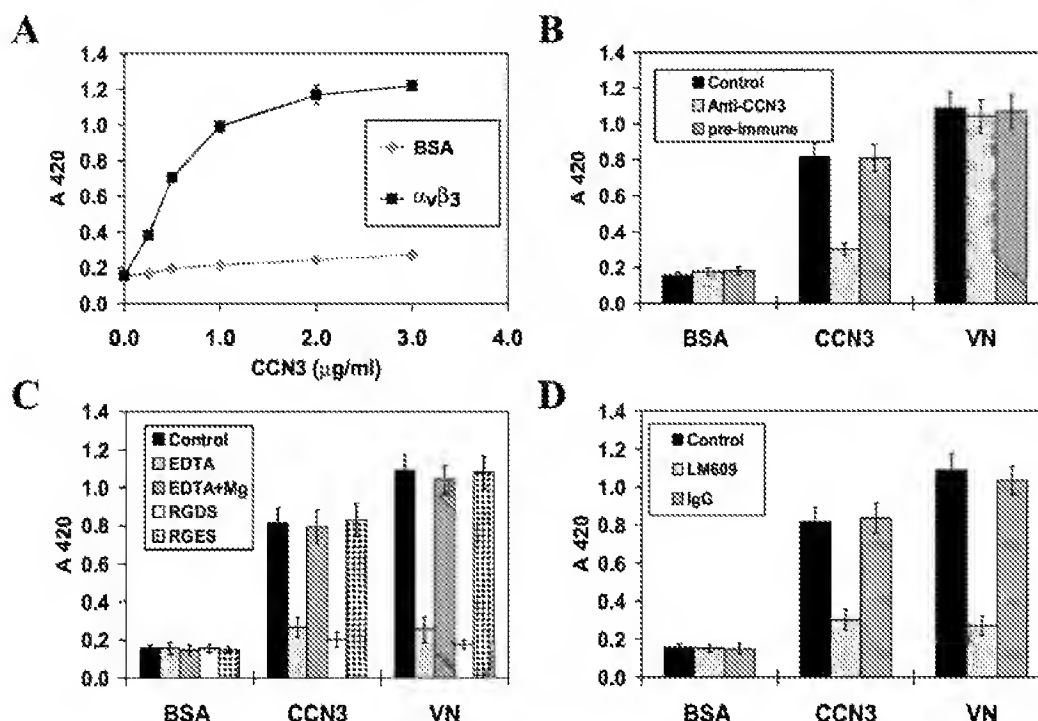 A
1.4
1.2
1.0
0.8
0.6
0.4
0.2
0.0
A 420
0.0 1.0 2.0 3.0 4.0
CCN3 (μg/ml)
BSA
αvβ3
B
1.4
1.2
1.0
0.8
0.6
0.4
0.2
0.0
A 420
Control
Anti-CCN3
pre-immune
BSA CCN3 VN
C
1.4
1.2
1.0
0.8
0.6
0.4
0.2
0.0
A 420
Control
EDTA
EDTA+Mg
RGDS
RGES
BSA CCN3 VN
D
1.4
1.2
1.0
0.8
0.6
0.4
0.2
0.0
A 420
Control
LM609
IgG
BSA CCN3 VN